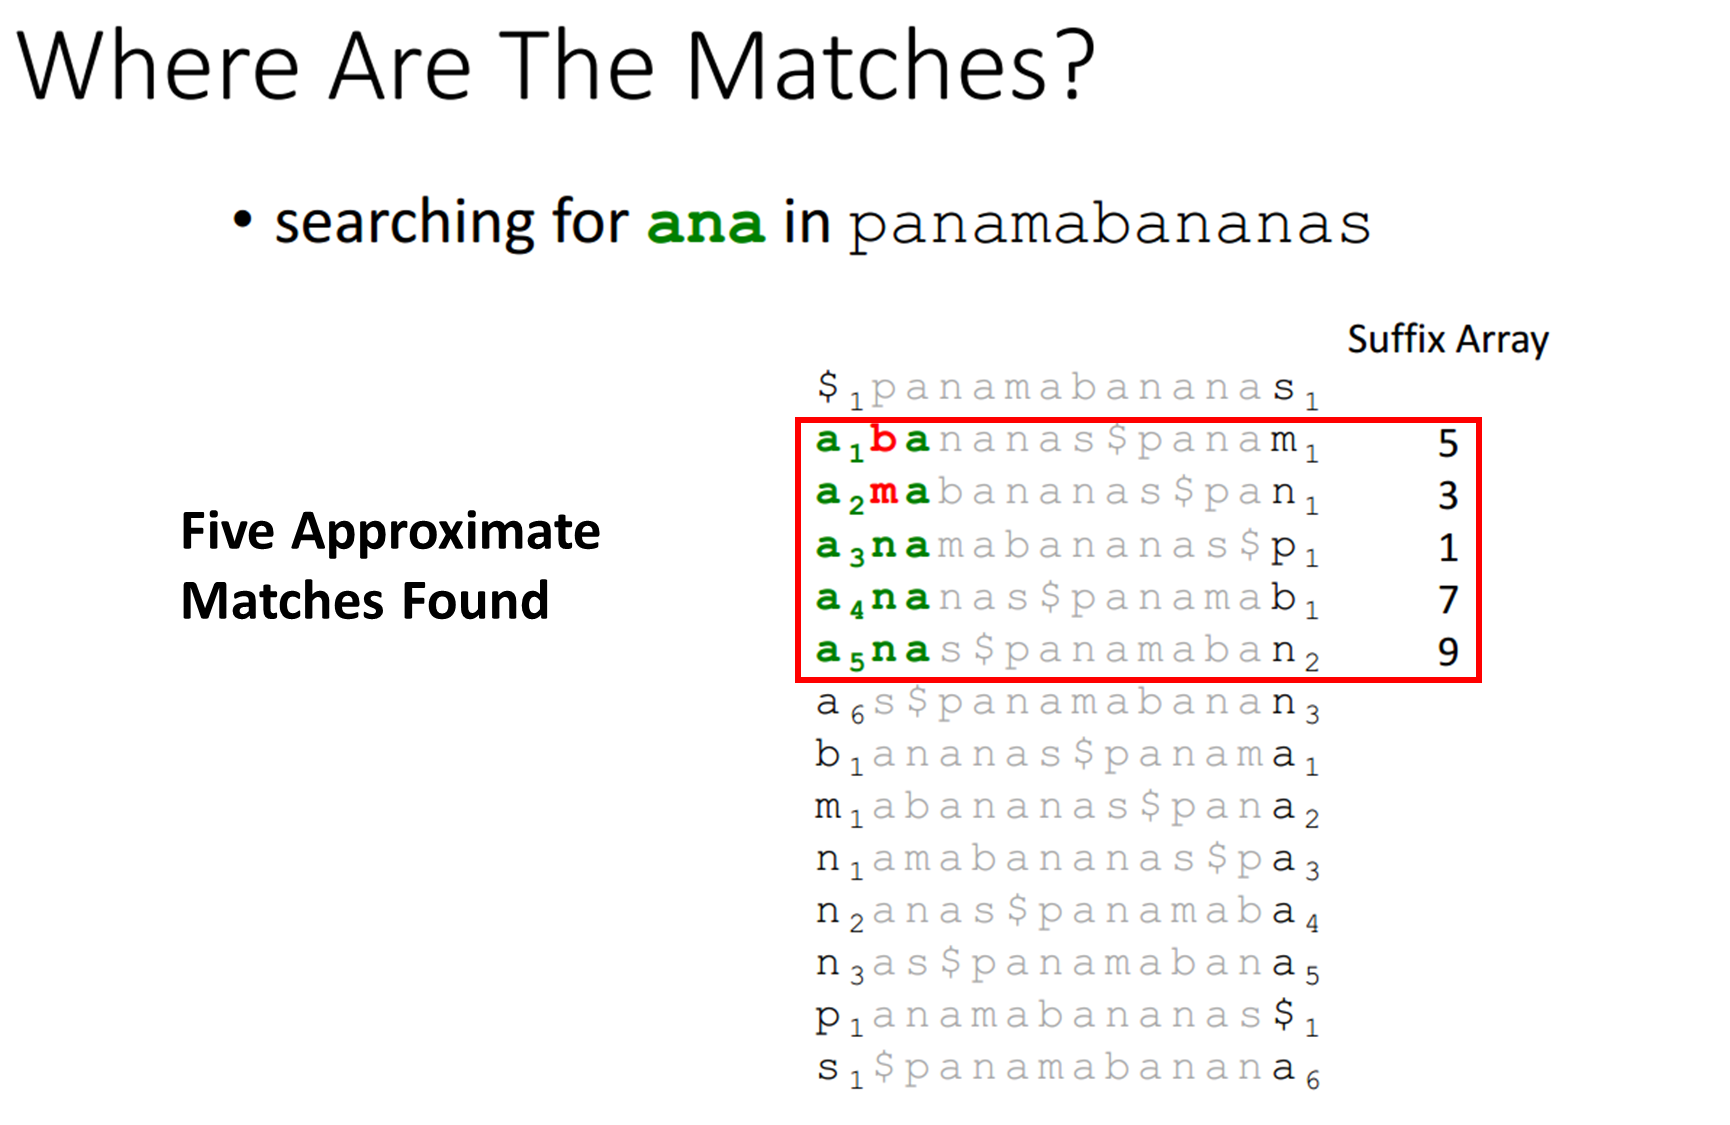 Where Are The Matches?
• searching for ana in panamabananas
Suffix Array
$1panamabananas1
a1bananas$panam1 5
a2mabananas$pan1 3
Five Approximate
Matches Found
a3namabananas$p1 1
a4nanas$panamab1 7
a5nas$panamaban2 9
a6s$panamabanan3
b1ananas$panama1
m1abananas$pana2
n1amabananas$pa3
n2anas$panamaba4
n3as$panamabana5
p1anamabananas$1
s1$panamabanana6